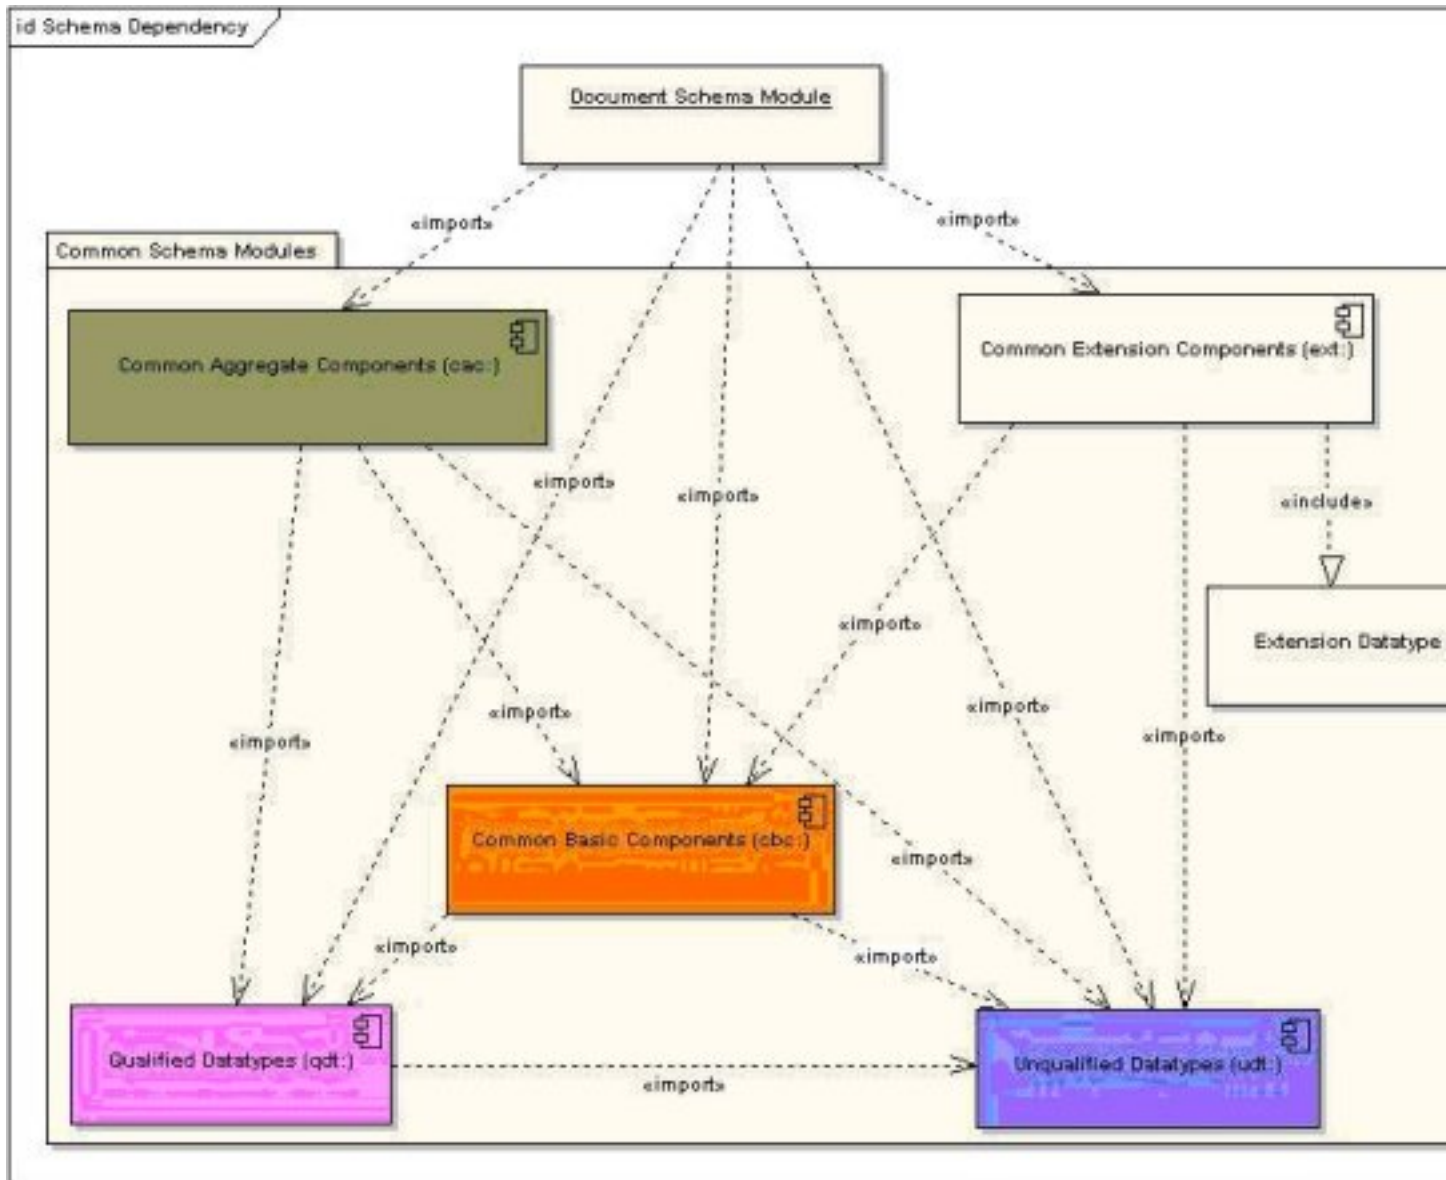 id Schema Dependency
Document Schema Module
«import»
«import»
Common Schema Modules
Common Aggregate Components (cac:)
Common Extension Components (ext:)
«import»
«import»
«include»
«import»
Extension Datatype
«import»
«import»
«import»
«import»
«import»
Common Basic Components (cbc:)
«import»
«import»
«import»
Qualified Datatypes (qdt:)
Unqualified Datatypes (udt:)
«import»